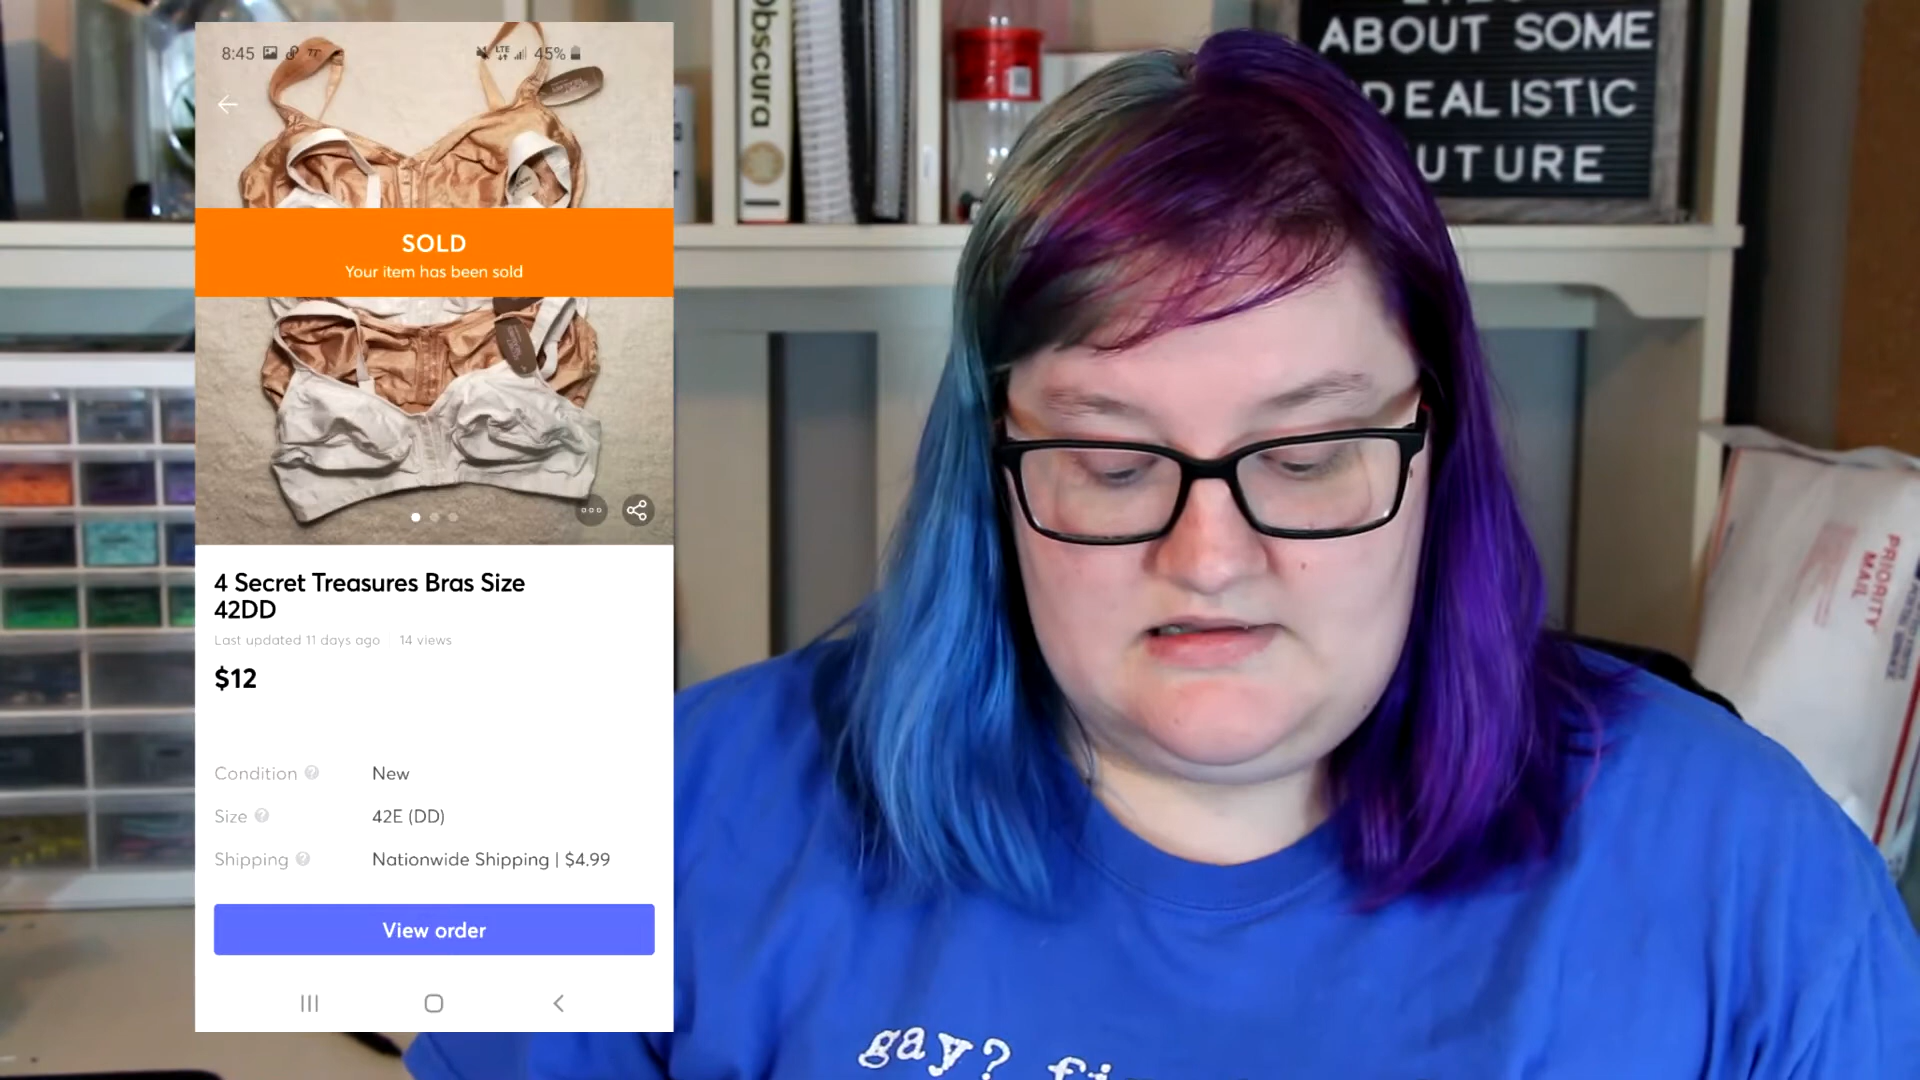 8:45
LTE
45%
SOLD
Your item has been sold
4 Secret Treasures Bras Size
42DD
Last updated 11 days ago | 14 views
$12
Condition
New
Size
42E (DD)
Shipping
Nationwide Shipping | $4.99
View order
Obscura
ABOUT SOME
DEALISTIC
UTURE
PRIORITY
MAIL
gay?